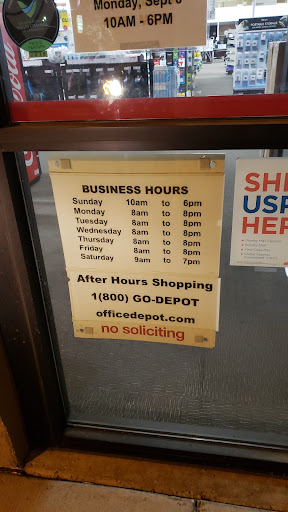 Monday, Sept 6
10AM - 6PM
BUSINESS HOURS
Sunday 10am to 6pm
Monday 8am to 8pm
Tuesday 8am to 8pm
Wednesday 8am to 8pm
Thursday 8am to 8pm
Friday 8am to 8pm
Saturday 9am to 7pm
After Hours Shopping
1(800) GO-DEPOT
officedepot.com
no soliciting
SHI
USP
HER